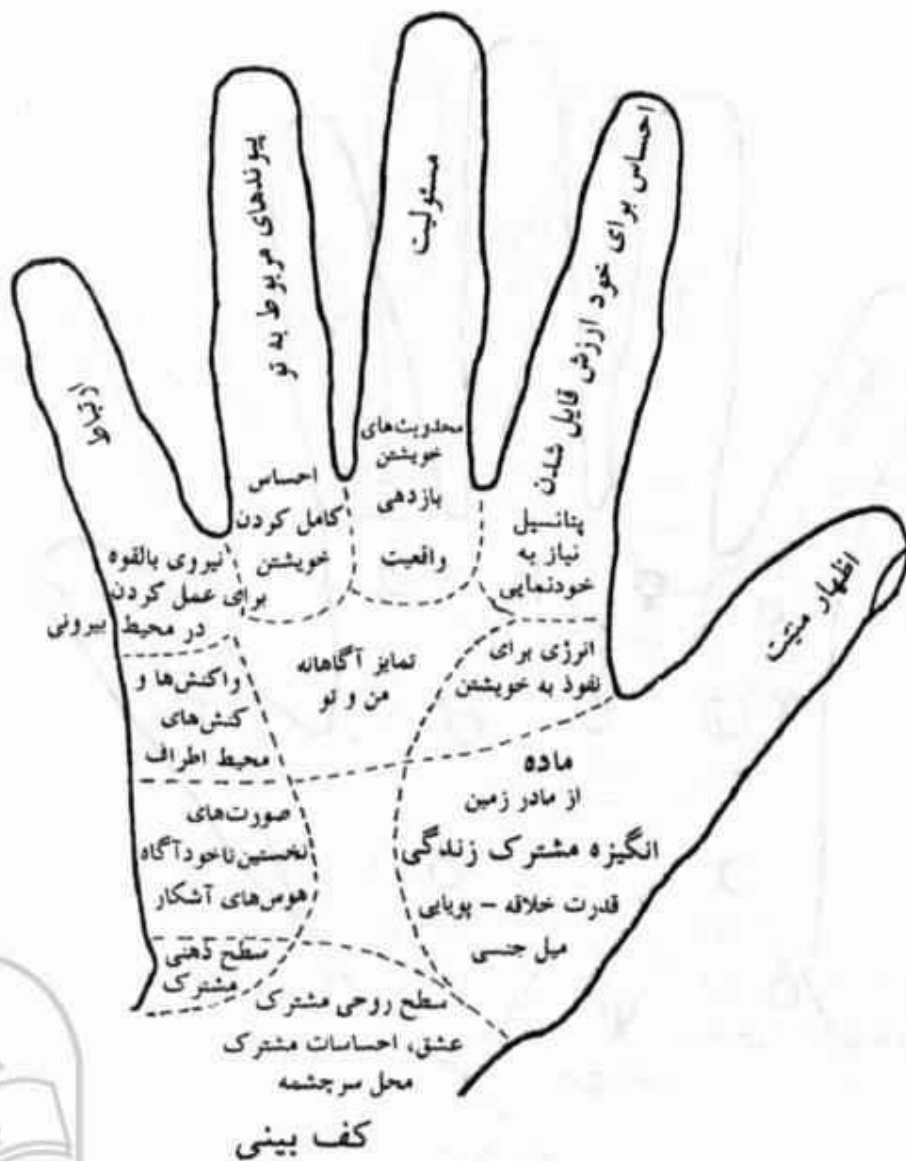 احساس برای خود ارزش قایل شدن
مسئولیت
پیوندهای مربوط به تو
ارتباط
اظهار مثبت
پتانسیل
نیاز به
خودنمایی
محدویت‌های
خویشتن
بازدهی
واقعیت
احساس
کامل کردن
خویشتن
نیروی بالقوه
برای عمل کردن
در محیط بیرونی
انرژی برای
نفوذ به خویشتن
تمایز آگاهانه
من و تو
واکنش‌ها و
کنش‌های
محیط اطراف
ماده
از مادر زمین
انگیزه مشترک زندگی
قدرت خلاقه - پویایی
میل جنسی
صورت‌های
نخستین ناخودآگاه
هوس‌های آشکار
سطح ذهنی
مشترک
سطح روحی مشترک
عشق، احساسات مشترک
محل سرچشمه
کف بینی